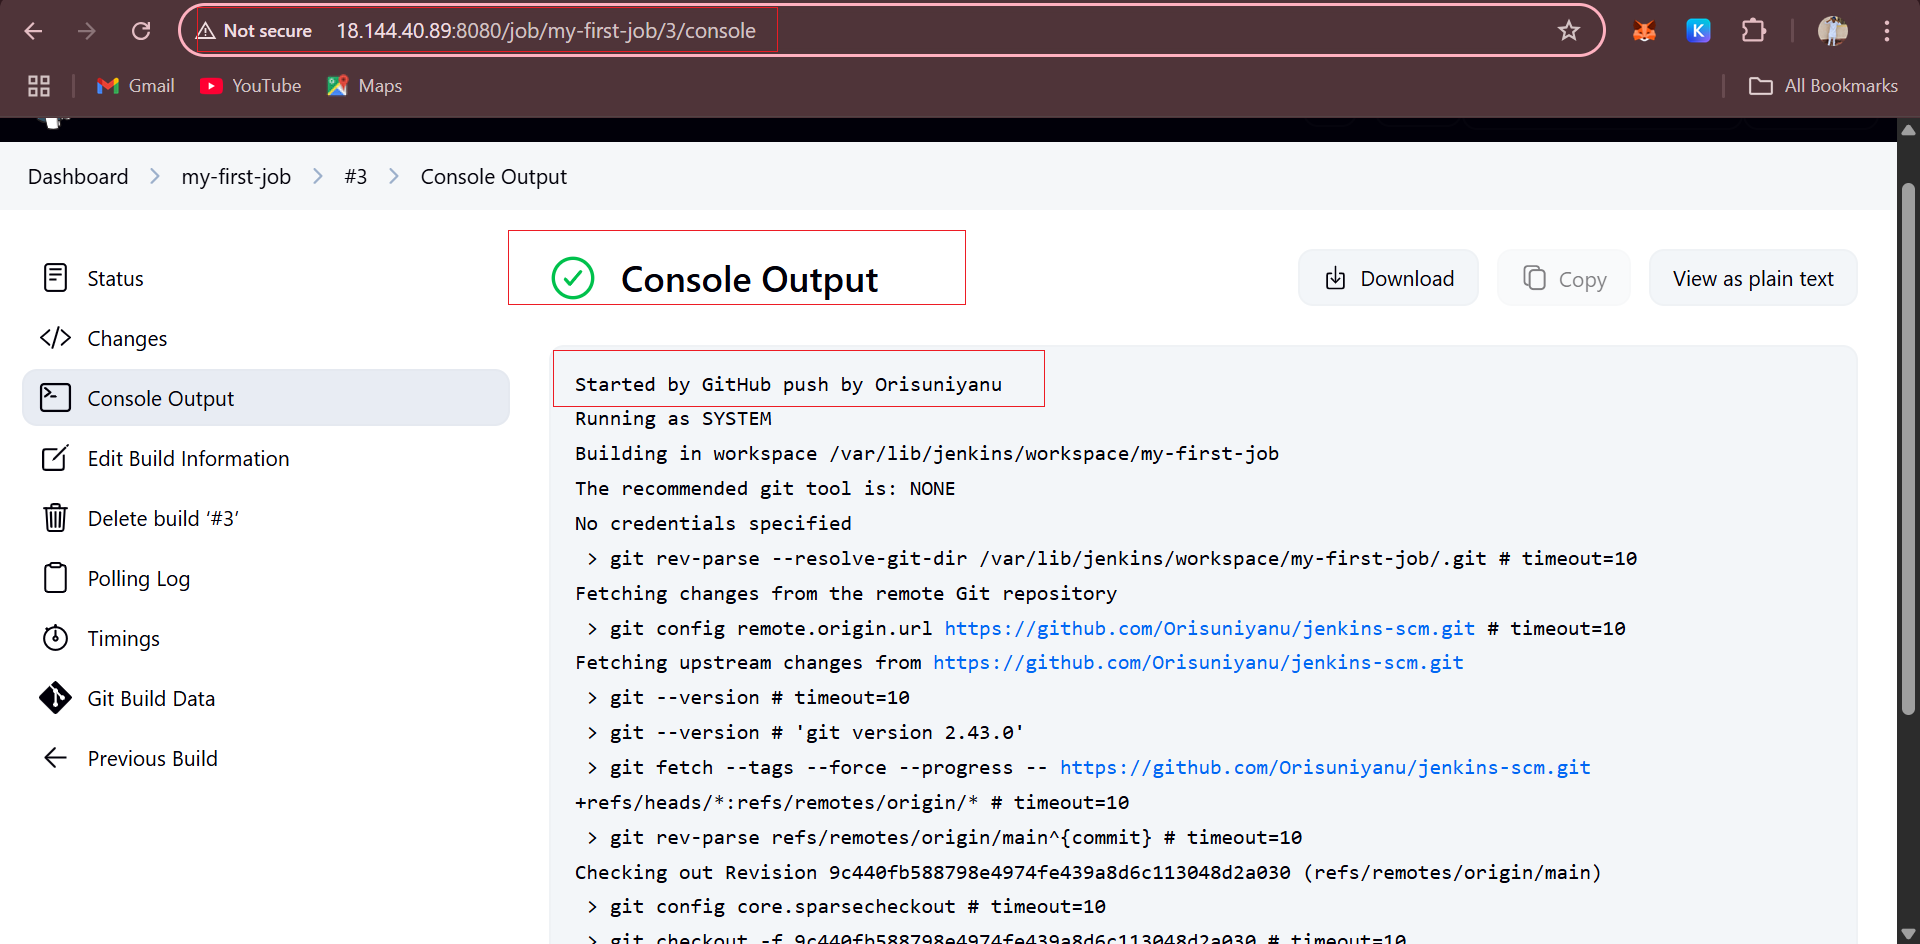 Not secure 18.144.40.89:8080/job/my-first-job/3/console
K
Gmail YouTube Maps All Bookmarks
Dashboard my-first-job #3 Console Output
Status
Changes
Console Output
Edit Build Information
Delete build ‘#3’
Polling Log
Timings
Git Build Data
Previous Build
Console Output
Download Copy View as plain text
Started by GitHub push by Orisuniyanu
Running as SYSTEM
Building in workspace /var/lib/jenkins/workspace/my-first-job
The recommended git tool is: NONE
No credentials specified
> git rev-parse --resolve-git-dir /var/lib/jenkins/workspace/my-first-job/.git # timeout=10
Fetching changes from the remote Git repository
> git config remote.origin.url https://github.com/Orisuniyanu/jenkins-scm.git # timeout=10
Fetching upstream changes from https://github.com/Orisuniyanu/jenkins-scm.git
> git --version # timeout=10
> git --version # 'git version 2.43.0'
> git fetch --tags --force --progress -- https://github.com/Orisuniyanu/jenkins-scm.git
+refs/heads/*:refs/remotes/origin/* # timeout=10
> git rev-parse refs/remotes/origin/main^{commit} # timeout=10
Checking out Revision 9c440fb588798e4974fe439a8d6c113048d2a030 (refs/remotes/origin/main)
> git config core.sparsecheckout # timeout=10
> git checkout -f 9c440fb588798e4974fe439a8d6c113048d2a030 # timeout=10